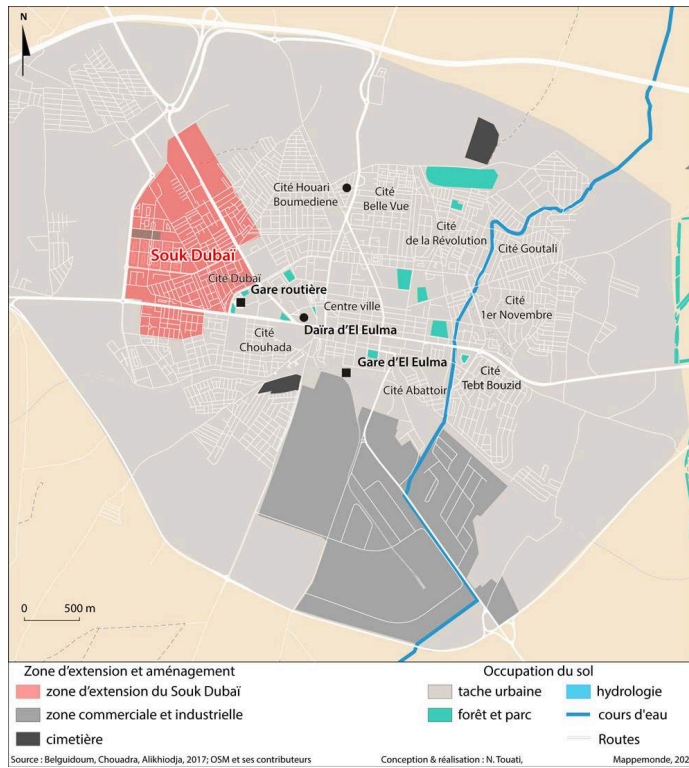 N
Cité Houari
Boumediene
Cité
Belle Vue
Cité
de la Révolution
Cité Goutali
Souk Dubaï
Cité Dubaï
Gare routière
Centre ville
Cité
1er Novembre
Daïra d'El Eulma
Cité
Chouhada
Gare d'El Eulma
Cité
Tebt Bouzid
Cité Abattoir
0 500 m
Zone d'extension et aménagement
zone d'extension du Souk Dubaï
zone commerciale et industrielle
cimetière
Occupation du sol
tache urbaine
forêt et parc
hydrologie
cours d'eau
Routes
Source : Belguidoum, Chouadra, Alikhiodja, 2017; OSM et ses contributeurs
Conception & réalisation : N. Touati,
Mappemonde, 202